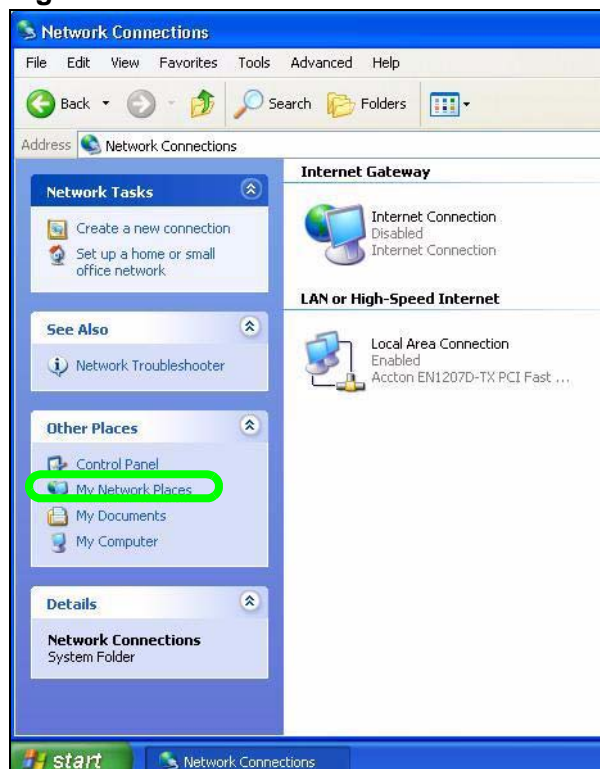 Network Connections
File Edit View Favorites Tools Advanced Help
Back Search Folders
Address Network Connections
Network Tasks
Create a new connection
Set up a home or small
office network
See Also
Network Troubleshooter
Other Places
Control Panel
My Network Places
My Documents
My Computer
Details
Network Connections
System Folder
Internet Gateway
Internet Connection
Disabled
Internet Connection
LAN or High-Speed Internet
Local Area Connection
Enabled
Accton EN1207D-TX PCI Fast ...
start Network Connections